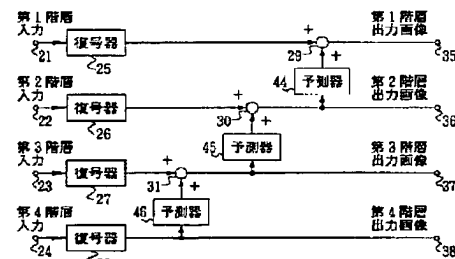 第1階層
入力
21
復号器
25
+
29
+
第1階層
出力画像
35
44
予測器
第2階層
入力
22
復号器
26
+
30
+
第2階層
出力画像
36
45
予測器
第3階層
入力
23
復号器
27
+
31
+
第3階層
出力画像
37
46
予測器
第4階層
入力
24
復号器
第4階層
出力画像
38